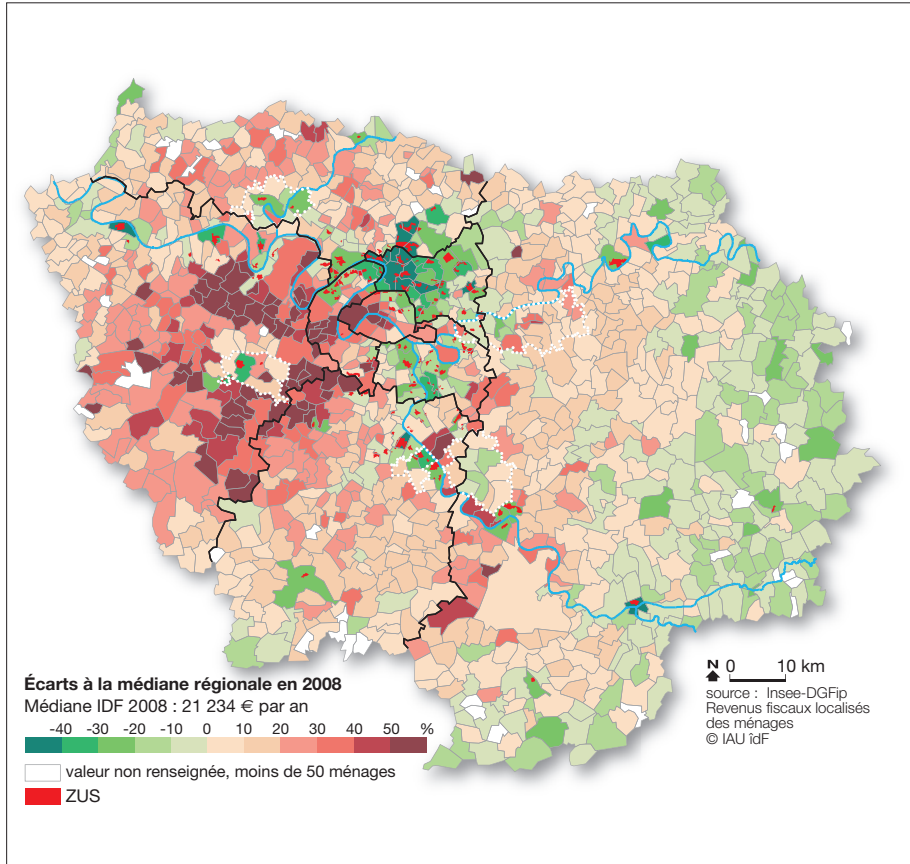 N 0 10 km
source : Insee-DGFip
Revenus fiscaux localisés
des ménages
© IAU îdF
Écarts à la médiane régionale en 2008
Médiane IDF 2008 : 21 234 € par an
-40 -30 -20 -10 0 10 20 30 40 50 %
valeur non renseignée, moins de 50 ménages
ZUS